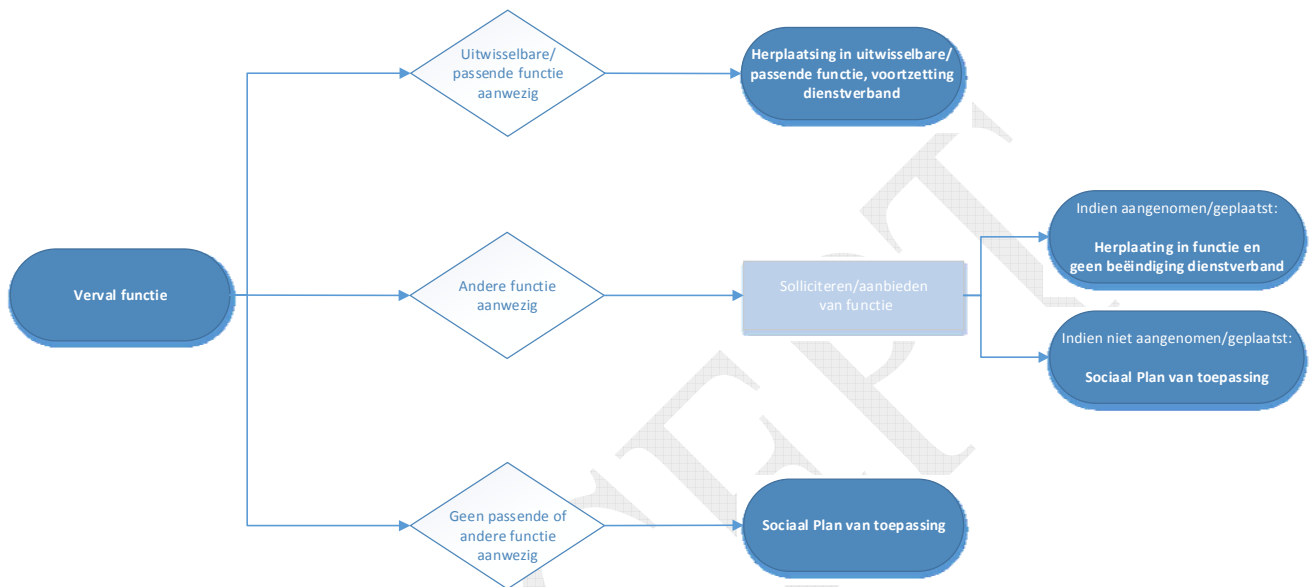 Uitwisselbare/
passende functie
aanwezig
Herplaatsing in uitwisselbare/
passende functie, voortzetting
dienstverband
Verval functie
Andere functie
aanwezig
Solliciteren/aanbieden
van functie
Indien aangenomen/geplaatst:
Herplaating in functie en
geen beëindiging dienstverband
Indien niet aangenomen/geplaatst:
Sociaal Plan van toepassing
Geen passende of
andere functie
aanwezig
Sociaal Plan van toepassing